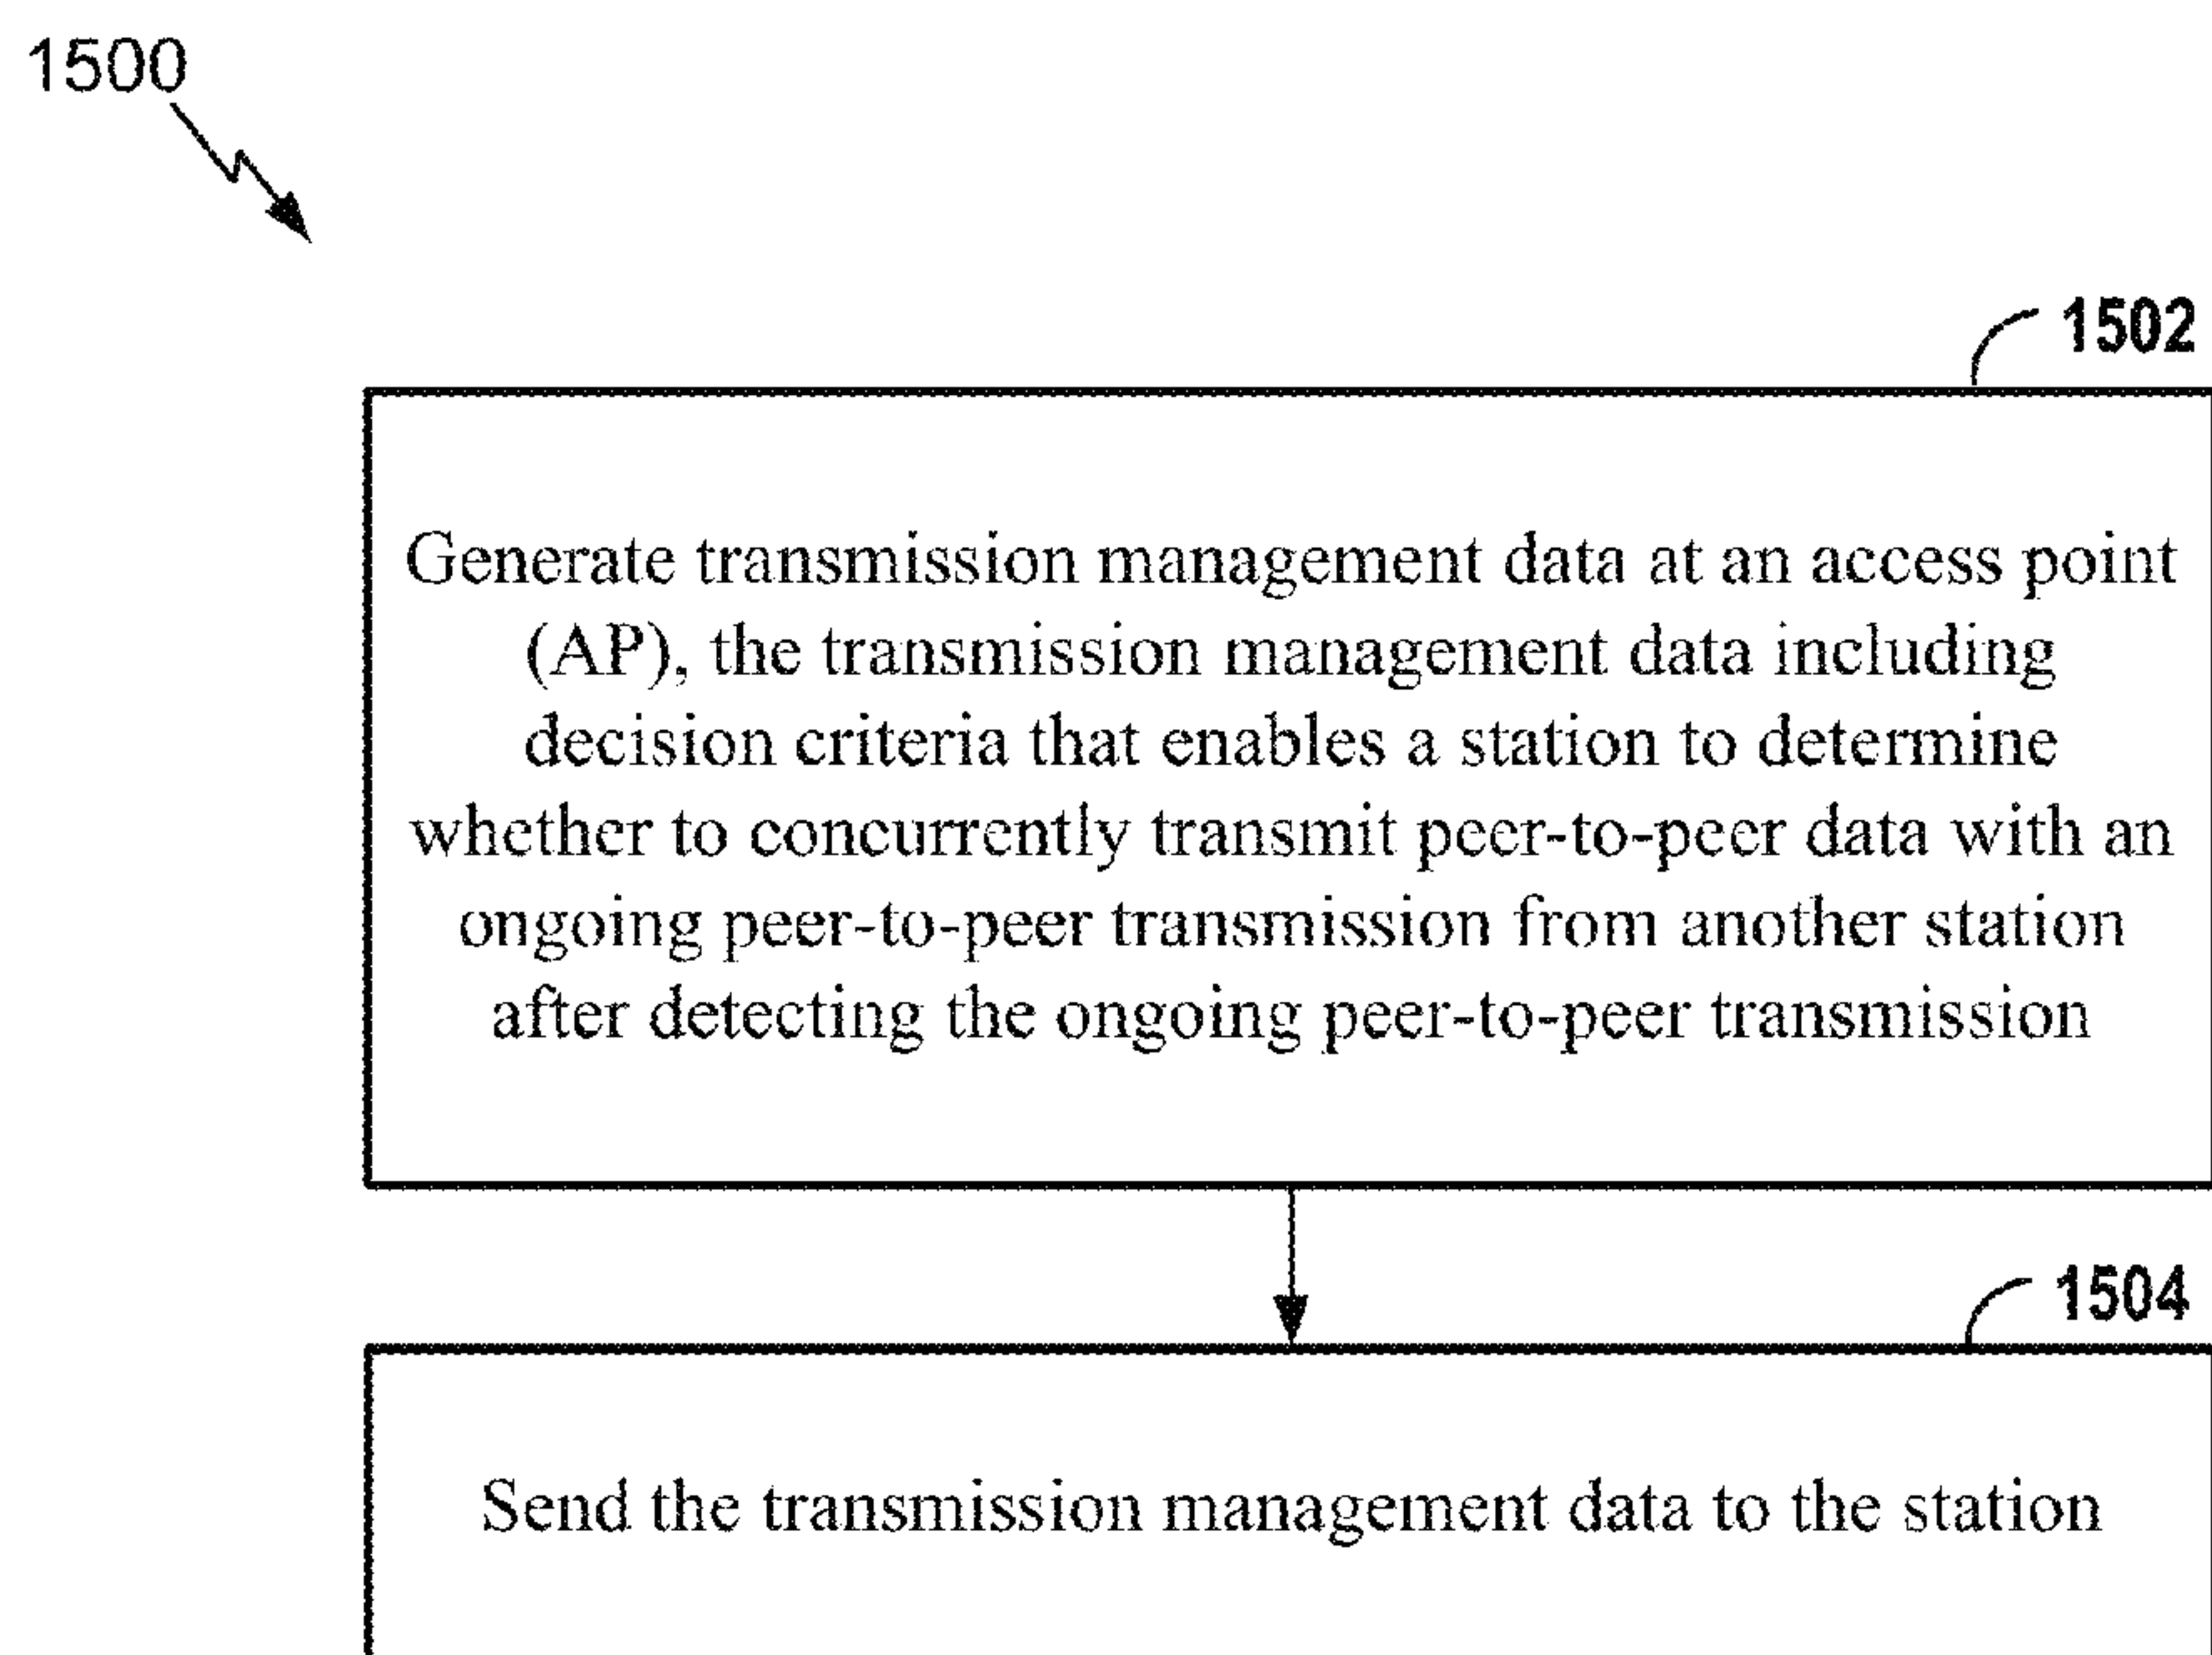 1500
1502
Generate transmission management data at an access point
(AP), the transmission management data including
decision criteria that enables a station to determine
whether to concurrently transmit peer-to-peer data with an
ongoing peer-to-peer transmission from another station
after detecting the ongoing peer-to-peer transmission
1504
Send the transmission management data to the station